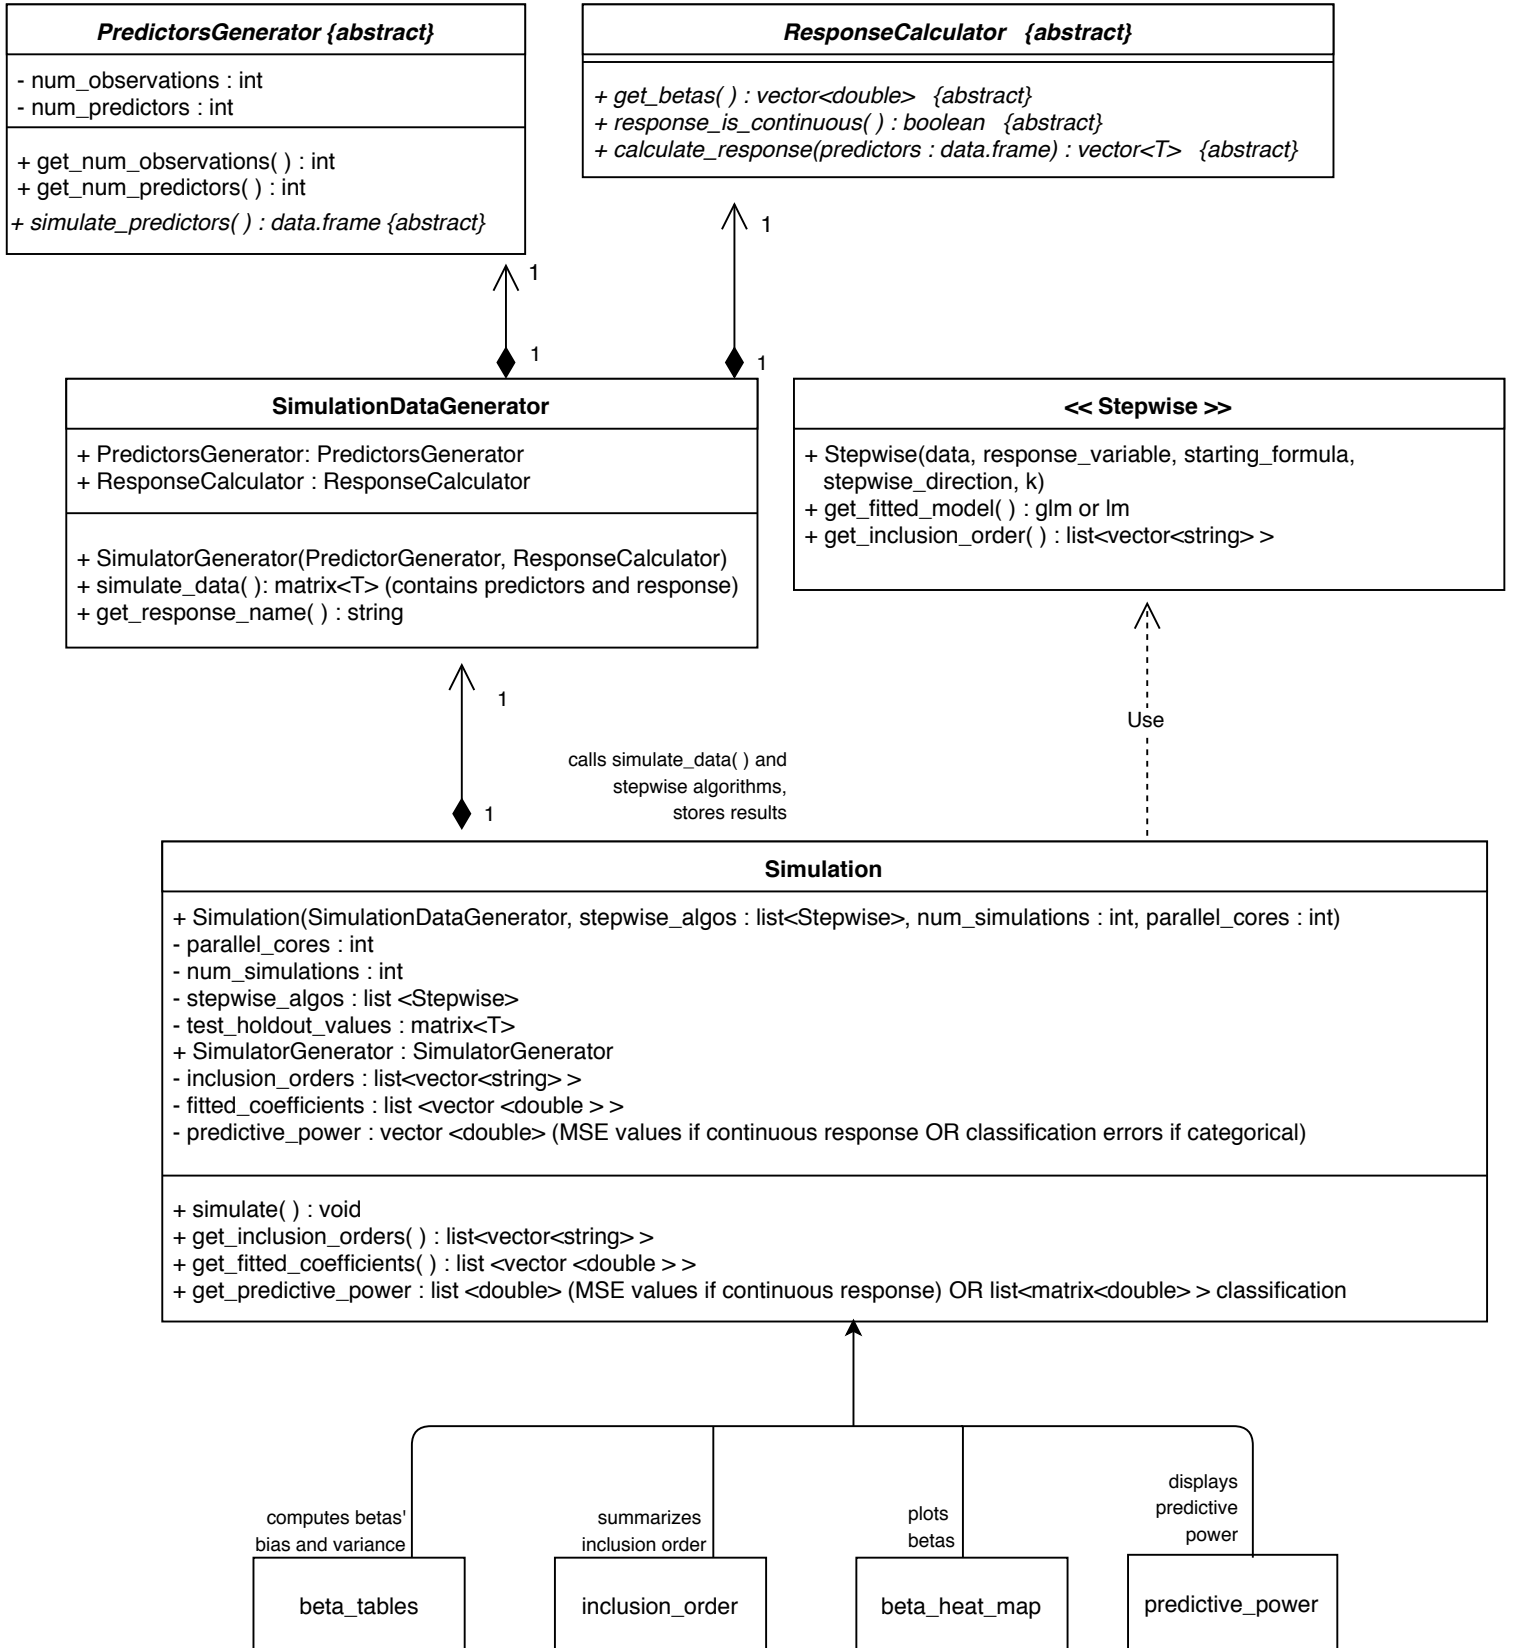 PredictorsGenerator {abstract}
- num_observations : int
- num_predictors : int
+ get_num_observations( ) : int
+ get_num_predictors( ) : int
+ simulate_predictors( ) : data.frame {abstract}
ResponseCalculator {abstract}
+ get_betas( ) : vector<double> {abstract}
+ response_is_continuous( ) : boolean {abstract}
+ calculate_response(predictors : data.frame) : vector<T> {abstract}
1
1
1
1
SimulationDataGenerator
+ PredictorsGenerator: PredictorsGenerator
+ ResponseCalculator : ResponseCalculator
+ SimulatorGenerator(PredictorGenerator, ResponseCalculator)
+ simulate_data( ): matrix<T> (contains predictors and response)
+ get_response_name( ) : string
<< Stepwise >>
+ Stepwise(data, response_variable, starting_formula,
stepwise_direction, k)
+ get_fitted_model( ) : glm or lm
+ get_inclusion_order( ) : list<vector<string> >
1
Use
calls simulate_data( ) and
stepwise algorithms,
stores results
1
Simulation
+ Simulation(SimulationDataGenerator, stepwise_algos : list<Stepwise>, num_simulations : int, parallel_cores : int)
- parallel_cores : int
- num_simulations : int
- stepwise_algos : list <Stepwise>
- test_holdout_values : matrix<T>
+ SimulatorGenerator : SimulatorGenerator
- inclusion_orders : list<vector<string> >
- fitted_coefficients : list <vector <double > >
- predictive_power : vector <double> (MSE values if continuous response OR classification errors if categorical)
+ simulate( ) : void
+ get_inclusion_orders( ) : list<vector<string> >
+ get_fitted_coefficients( ) : list <vector <double > >
+ get_predictive_power : list <double> (MSE values if continuous response) OR list<matrix<double> > classification
computes betas'
bias and variance
summarizes
inclusion order
plots
betas
displays
predictive
power
beta_tables
inclusion_order
beta_heat_map
predictive_power